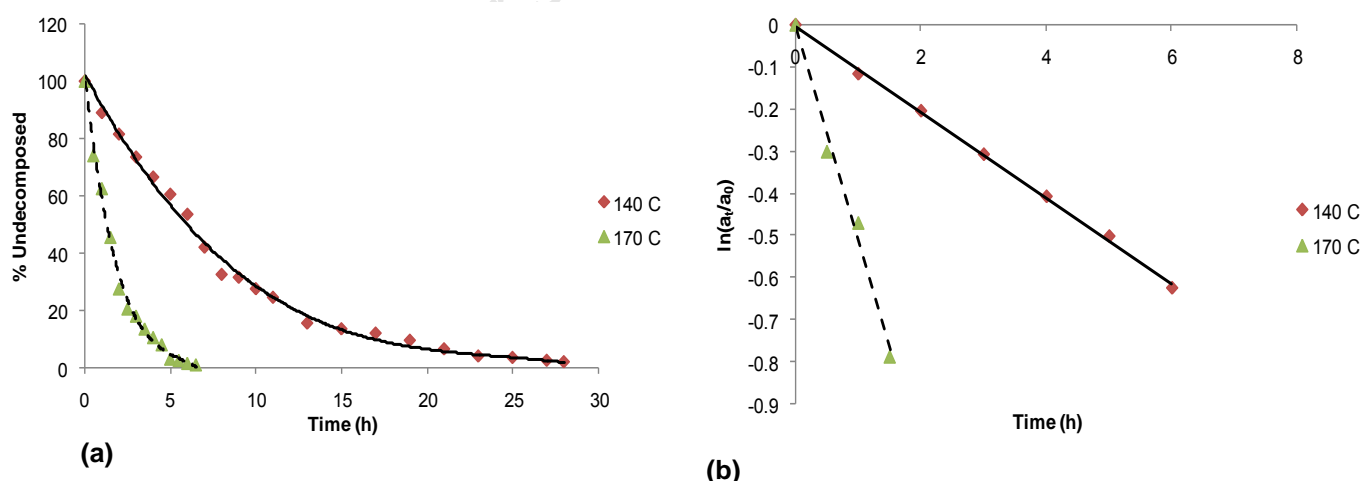 120
100
80
60
40
20
0
% Undecomposed
0 5 10 15 20 25 30
Time (h)
140 C
170 C
(a)
0
-0.1
-0.2
-0.3
-0.4
-0.5
-0.6
-0.7
-0.8
-0.9
ln(at/a0)
0 2 4 6 8
Time (h)
140 C
170 C
(b)